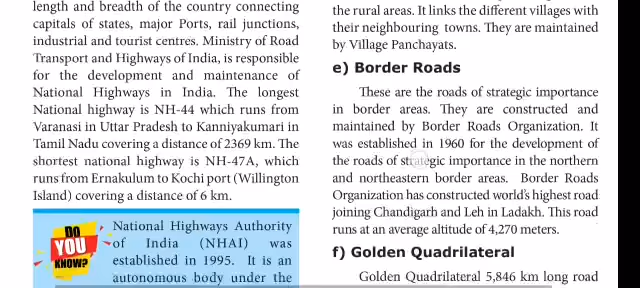 length and breadth of the country connecting
capitals of states, major Ports, rail junctions,
industrial and tourist centres. Ministry of Road
Transport and Highways of India, is responsible
for the development and maintenance of
National Highways in India. The longest
National highway is NH-44 which runs from
Varanasi in Uttar Pradesh to Kanniyakumari in
Tamil Nadu covering a distance of 2369 km. The
shortest national highway is NH-47A, which
runs from Ernakulum to Kochi port (Willington
Island) covering a distance of 6 km.
DO
YOU
KNOW?
National Highways Authority
of India (NHAI) was
established in 1995. It is an
autonomous body under the
the rural areas. It links the different villages with
their neighbouring towns. They are maintained
by Village Panchayats.
e) Border Roads
These are the roads of strategic importance
in border areas. They are constructed and
maintained by Border Roads Organization. It
was established in 1960 for the development of
the roads of strategic importance in the northern
and northeastern border areas. Border Roads
Organization has constructed world's highest road
joining Chandigarh and Leh in Ladakh. This road
runs at an average altitude of 4,270 meters.
f) Golden Quadrilateral
Golden Quadrilateral 5,846 km long road